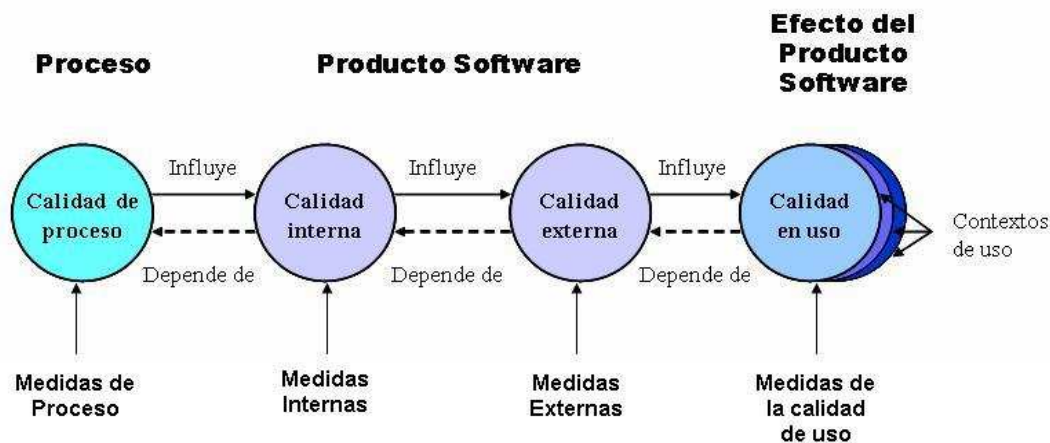 Proceso
Producto Software
Efecto del
Producto
Software
Influye
Influye
Influye
Calidad de
proceso
Calidad
interna
Calidad
externa
Calidad
en uso
Contextos
de uso
Depende de
Depende de
Depende de
Medidas de
Proceso
Medidas
Internas
Medidas
Externas
Medidas de
la calidad
de uso